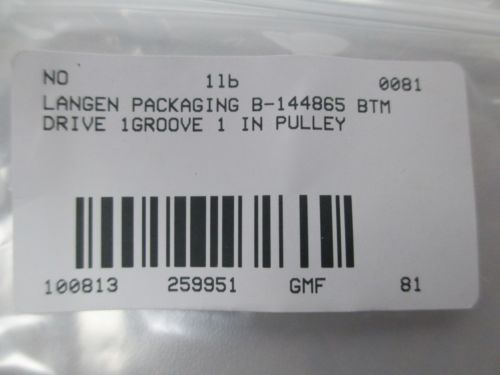 NO 1lb 0081
LANGEN PACKAGING B-144865 BTM
DRIVE 1GROOVE 1 IN PULLEY
100813 259951 GMF 81